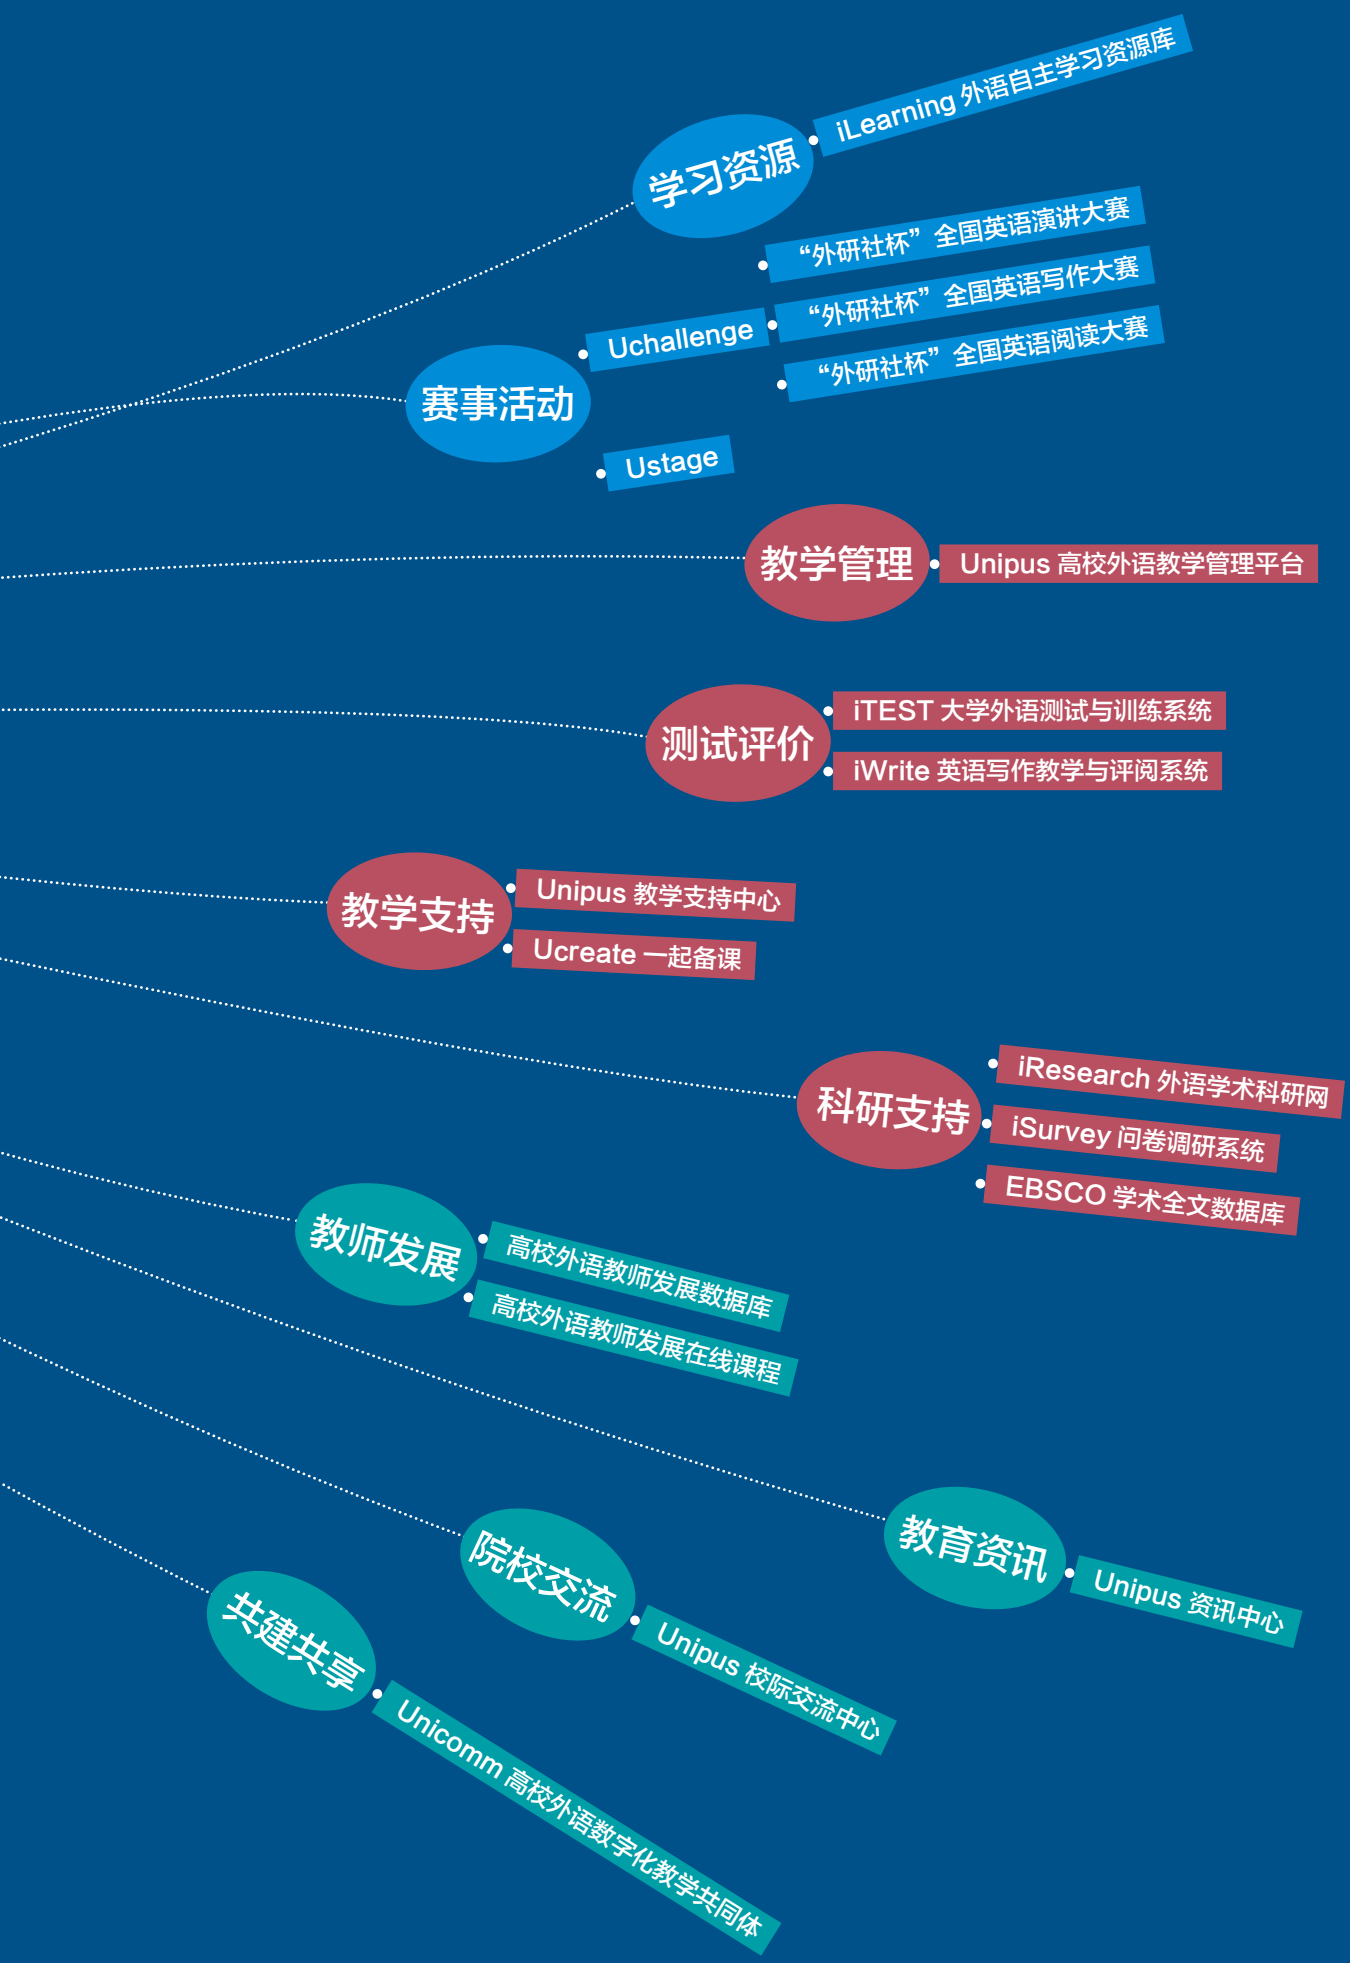 学习资源
iLearning 外语自主学习资源库
赛事活动
Uchallenge
“外研社杯”全国英语演讲大赛
“外研社杯”全国英语写作大赛
“外研社杯”全国英语阅读大赛
Ustage
教学管理
Unipus 高校外语教学管理平台
测试评价
iTEST 大学外语测试与训练系统
iWrite 英语写作教学与评阅系统
教学支持
Unipus 教学支持中心
Ucreate 一起备课
科研支持
iResearch 外语学术科研网
iSurvey 问卷调研系统
EBSCO 学术全文数据库
教师发展
高校外语教师发展数据库
高校外语教师发展在线课程
教育资讯
Unipus 资讯中心
院校交流
Unipus 校际交流中心
共建共享
Unicomm 高校外语数字化教学共同体